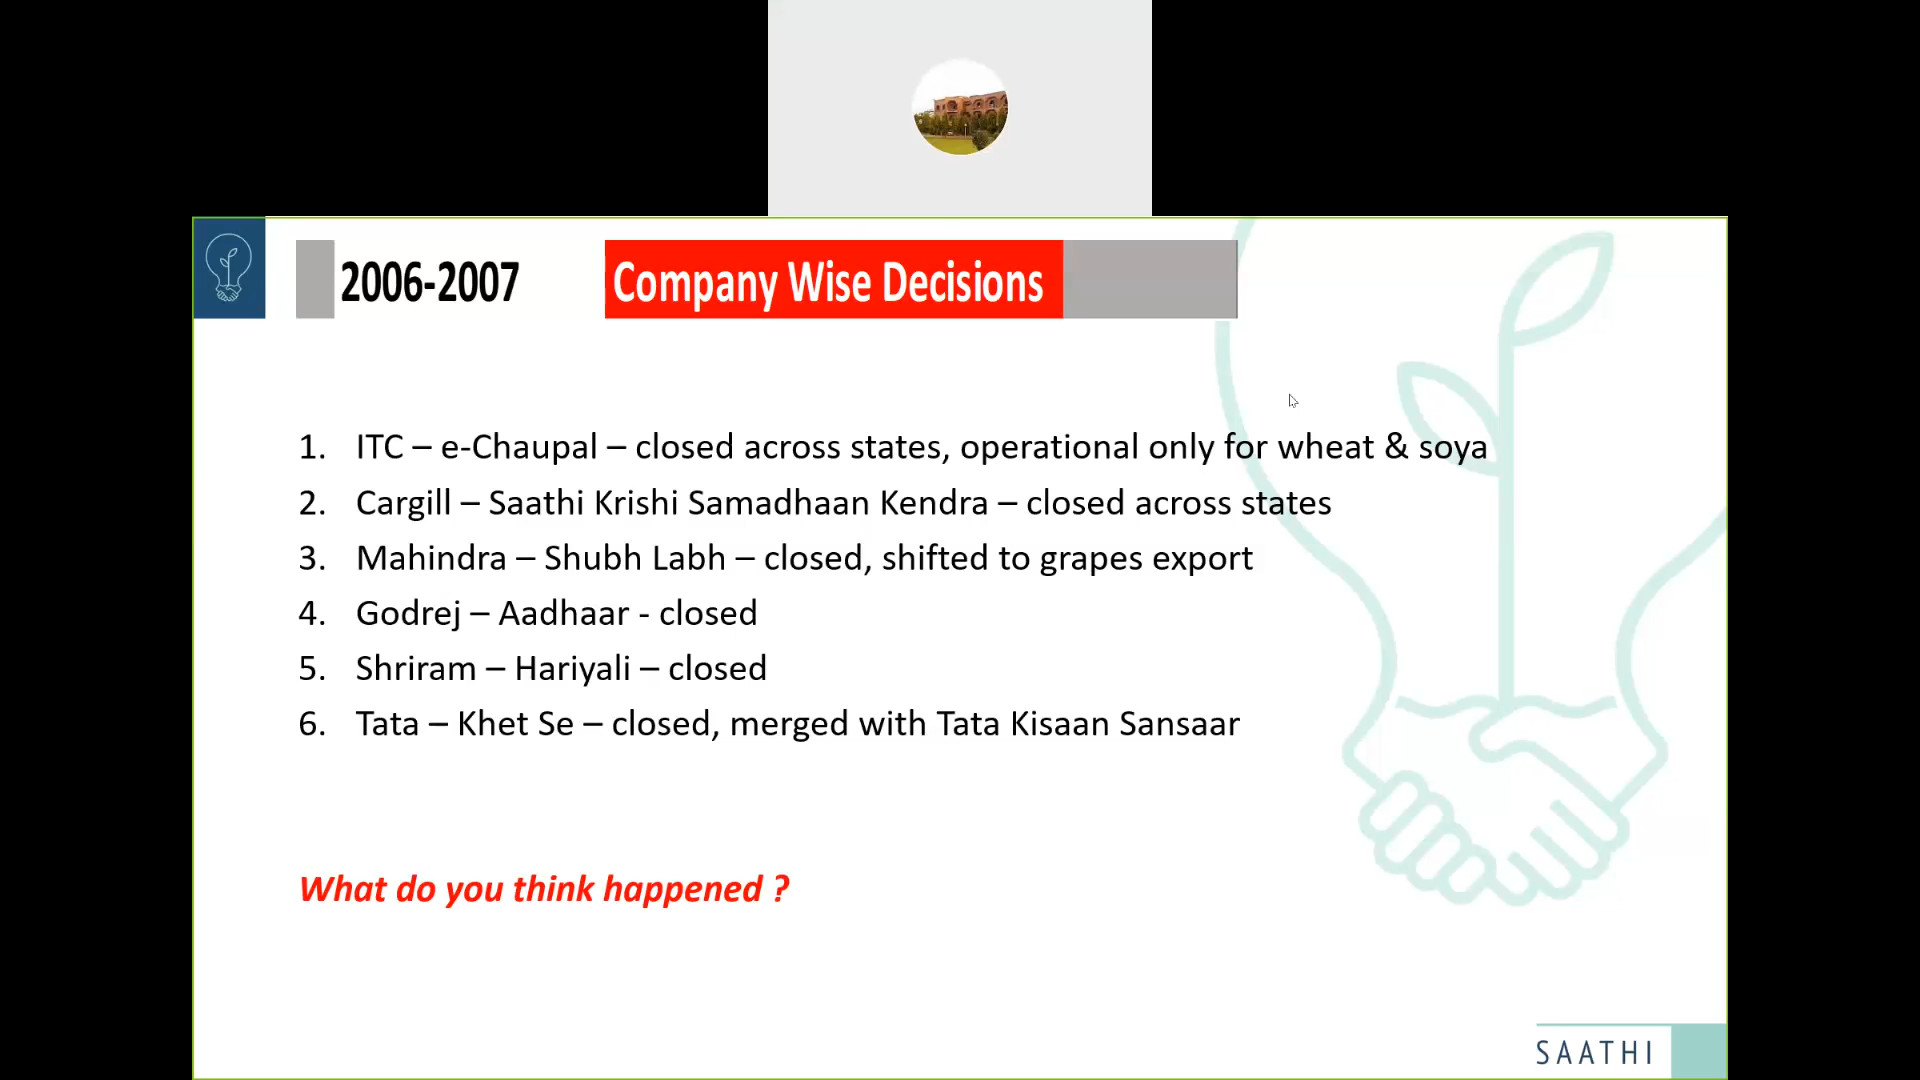 2006-2007 Company Wise Decisions
1. ITC – e-Chaupal – closed across states, operational only for wheat & soya
2. Cargill – Saathi Krishi Samadhaan Kendra – closed across states
3. Mahindra – Shubh Labh – closed, shifted to grapes export
4. Godrej – Aadhaar - closed
5. Shriram – Hariyali – closed
6. Tata – Khet Se – closed, merged with Tata Kisaan Sansaar
What do you think happened ?
SAATHI